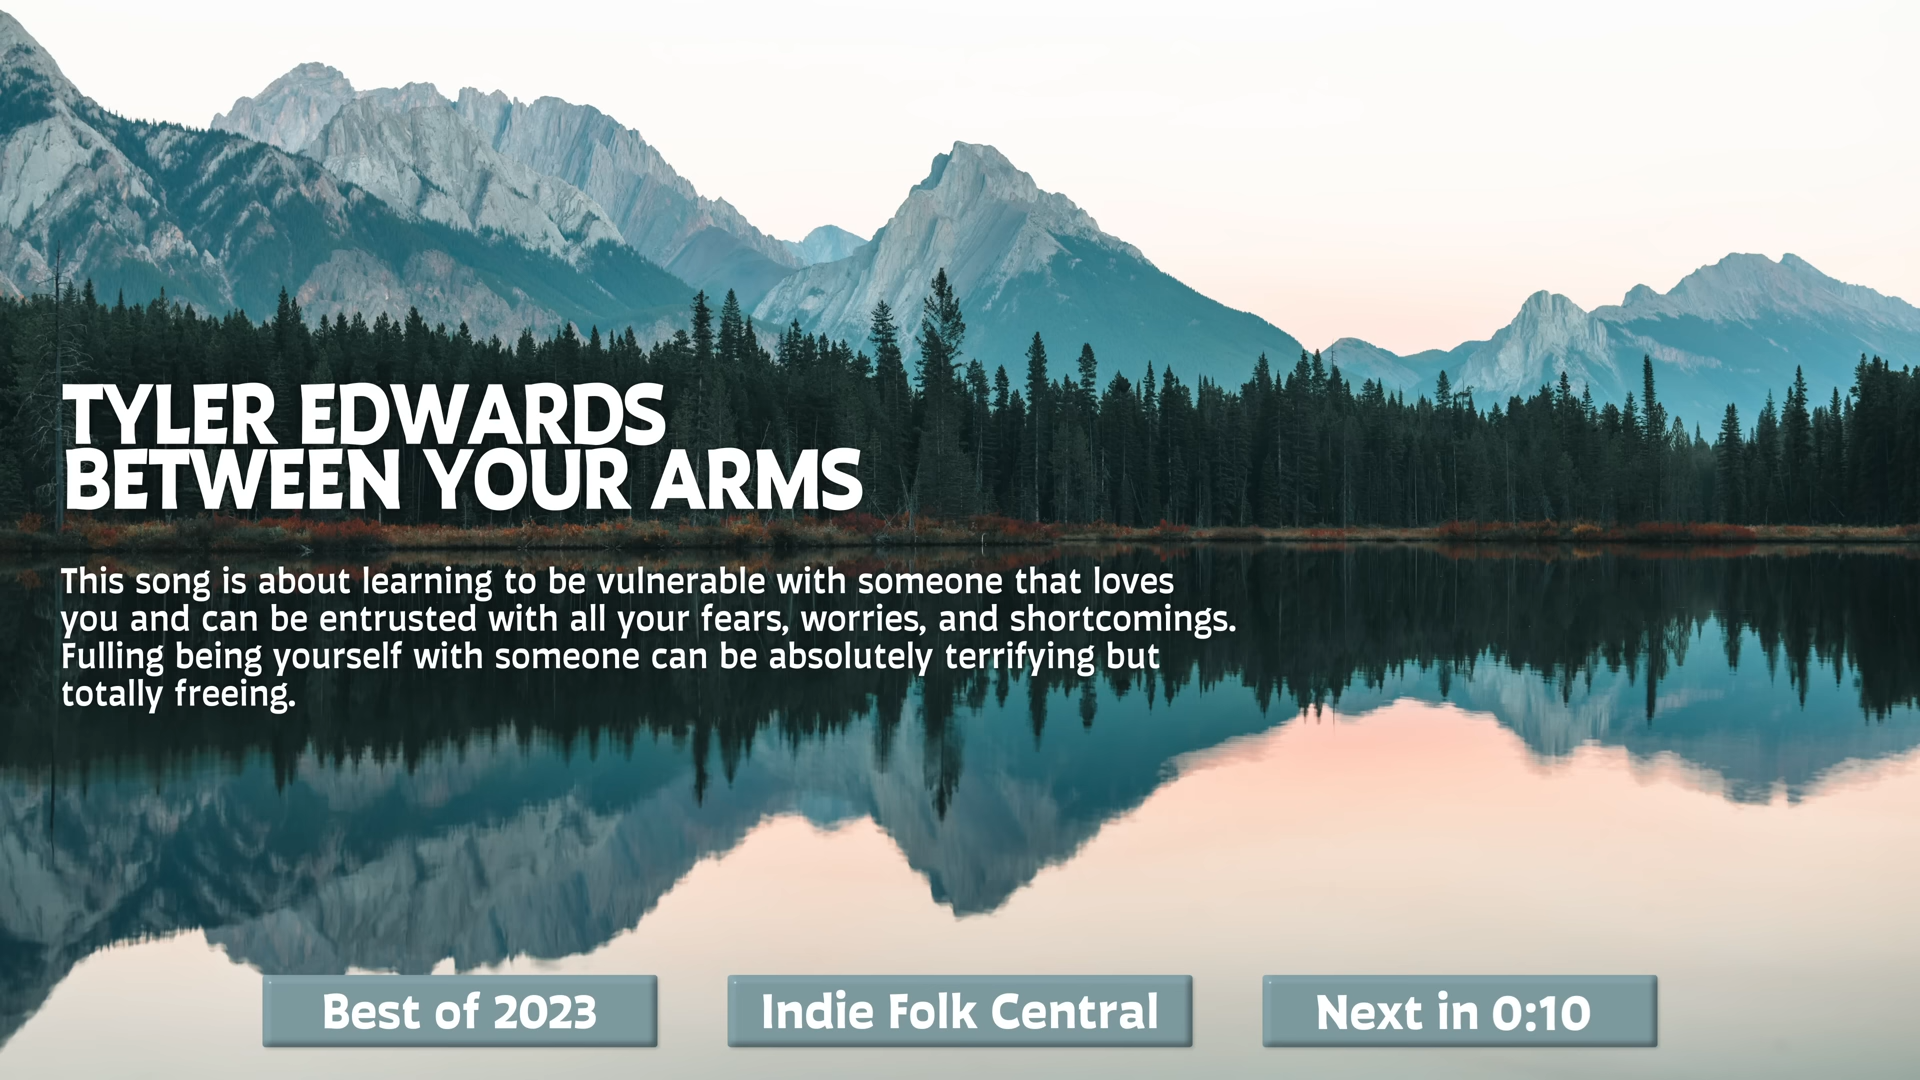 TYLER EDWARDS
BETWEEN YOUR ARMS
This song is about learning to be vulnerable with someone that loves
you and can be entrusted with all your fears, worries, and shortcomings.
Fulling being yourself with someone can be absolutely terrifying but
totally freeing.
Best of 2023
Indie Folk Central
Next in 0:10